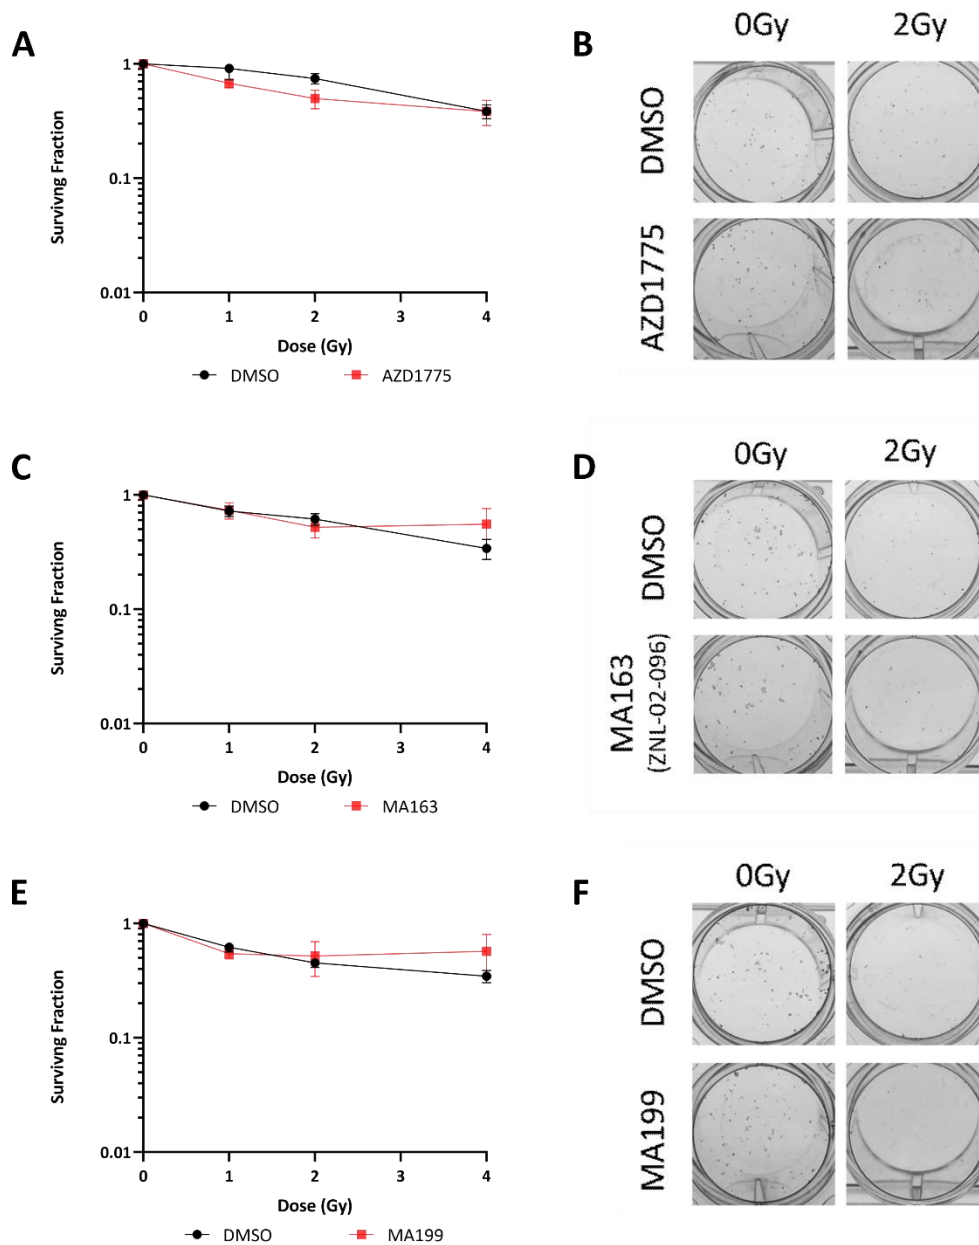 A
1
0.1
0.01
Survivng Fraction
0 1 2 3 4
Dose (Gy)
DMSO AZD1775
B
0Gy 2Gy
DMSO
AZD1775
C
1
0.1
0.01
Survivng Fraction
0 1 2 3 4
Dose (Gy)
DMSO MA163
D
0Gy 2Gy
DMSO
MA163
(ZNL-02-096)
E
1
0.1
0.01
Survivng Fraction
0 1 2 3 4
Dose (Gy)
DMSO MA199
F
0Gy 2Gy
DMSO
MA199